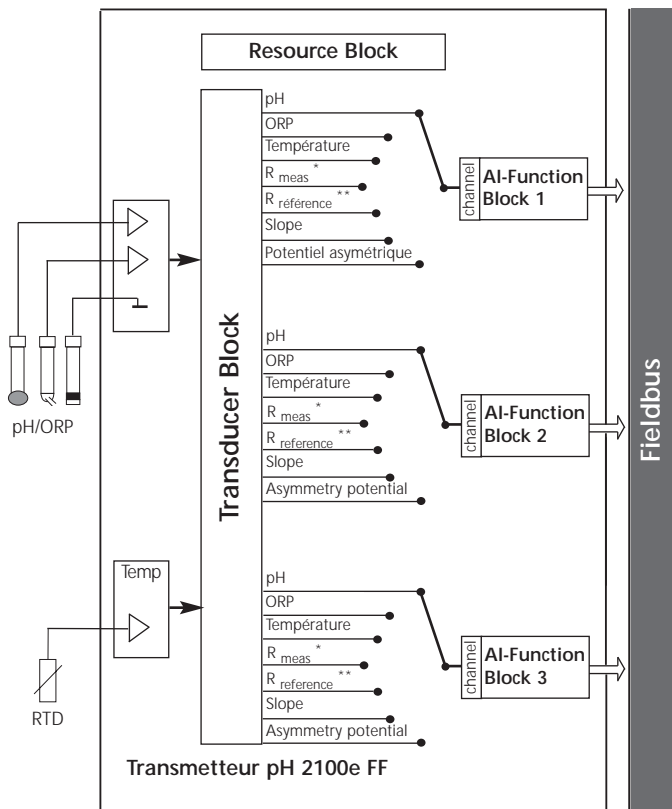 Resource Block
Transducer Block
pH
ORP
Température
R meas *
R référence **
Slope
Potentiel asymétrique
channel
AI-Function
Block 1
pH/ORP
pH
ORP
Température
R meas *
R reference **
Slope
Asymmetry potential
channel
AI-Function
Block 2
Fieldbus
Temp
RTD
pH
ORP
Température
R meas *
R reference **
Slope
Asymmetry potential
channel
AI-Function
Block 3
Transmetteur pH 2100e FF